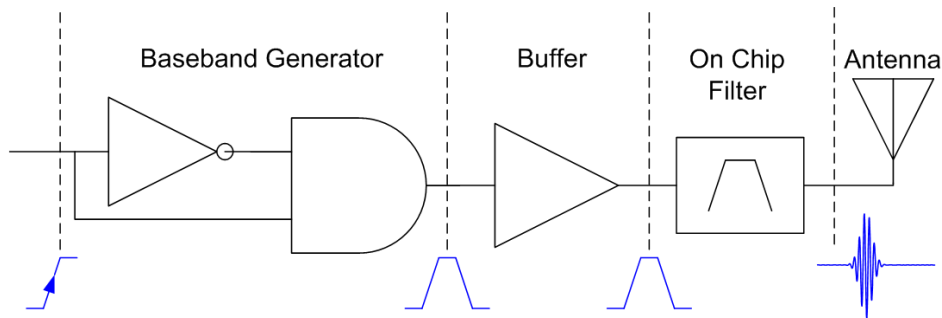 Baseband Generator
Buffer
On Chip
Filter
Antenna